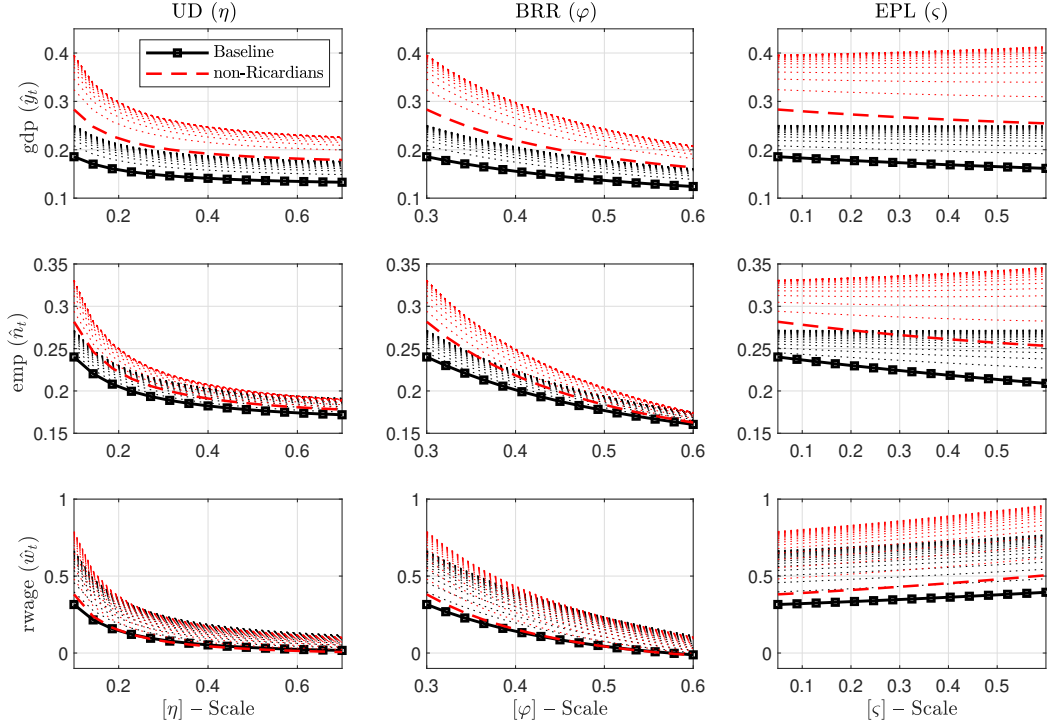 UD (η) BRR (φ) EPL (ς)
Baseline
non-Ricardians
gdp (ŷₜ)
0.4
0.3
0.2
0.1
0.2 0.4 0.6
0.4
0.3
0.2
0.1
0.3 0.4 0.5 0.6
0.4
0.3
0.2
0.1
0.1 0.2 0.3 0.4 0.5
emp (n̂ₜ)
0.35
0.3
0.25
0.2
0.15
0.2 0.4 0.6
0.35
0.3
0.25
0.2
0.15
0.3 0.4 0.5 0.6
0.35
0.3
0.25
0.2
0.15
0.1 0.2 0.3 0.4 0.5
rwage (ŵₜ)
1
0.5
0
0.2 0.4 0.6
[η] – Scale
1
0.5
0
0.3 0.4 0.5 0.6
[φ] – Scale
1
0.5
0
0.1 0.2 0.3 0.4 0.5
[ς] – Scale